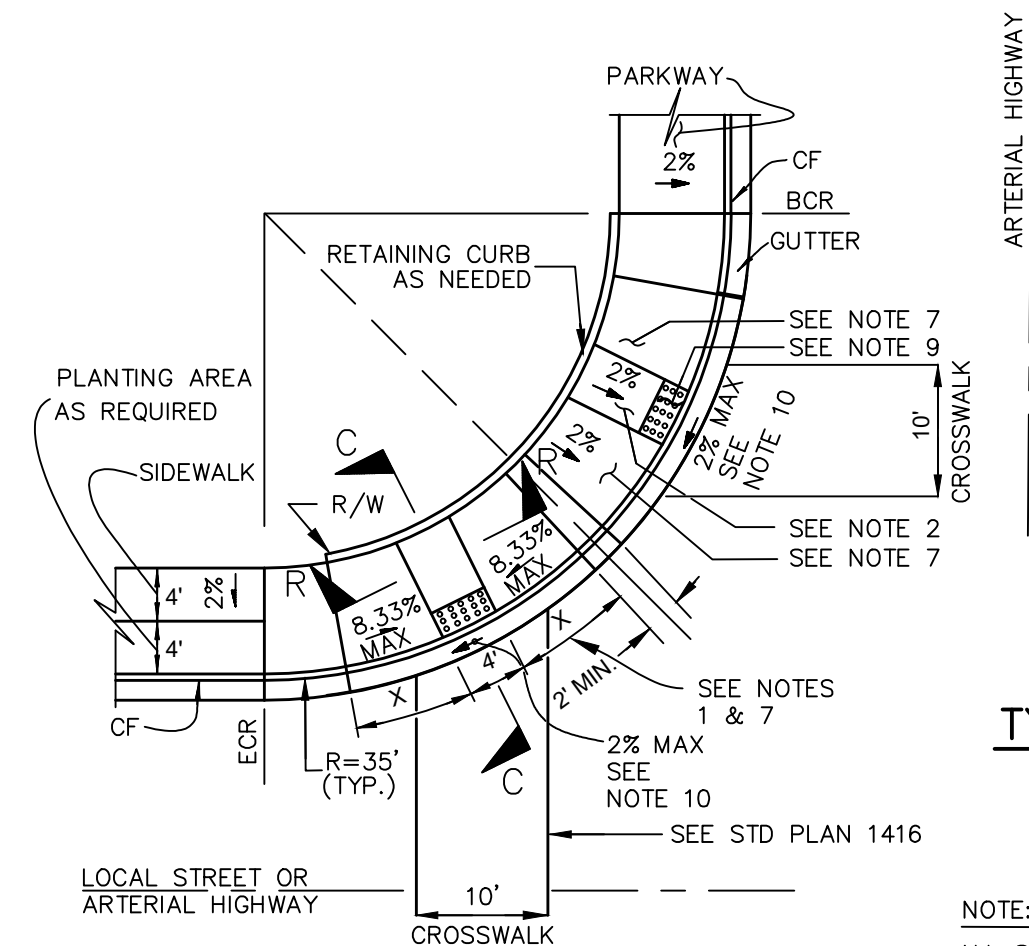 PARKWAY
2%
CF
BCR
GUTTER
ARTERIAL HIGHWAY
RETAINING CURB
AS NEEDED
SEE NOTE 7
SEE NOTE 9
PLANTING AREA
AS REQUIRED
2%
2% MAX
SEE
NOTE 10
10'
CROSSWALK
C
2%
R
SIDEWALK
R/W
SEE NOTE 2
SEE NOTE 7
8.33%
MAX
R
4'
2%
8.33%
MAX
4'
X
4'
X
2' MIN.
SEE NOTES
1 & 7
CF
ECR
R=35'
(TYP.)
C
2% MAX
SEE
NOTE 10
SEE STD PLAN 1416
LOCAL STREET OR
ARTERIAL HIGHWAY
10'
CROSSWALK
TY
NOTE: